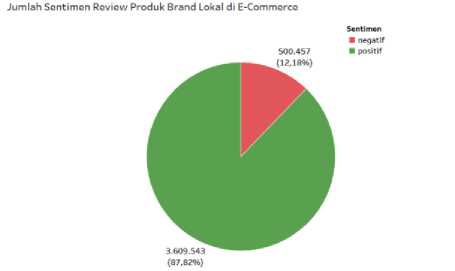 Jumlah Sentimen Review Produk Brand Lokal di E-Commerce
Sentimen
negatif
positif
500.457
(12,18%)
3.609.543
(87,82%)